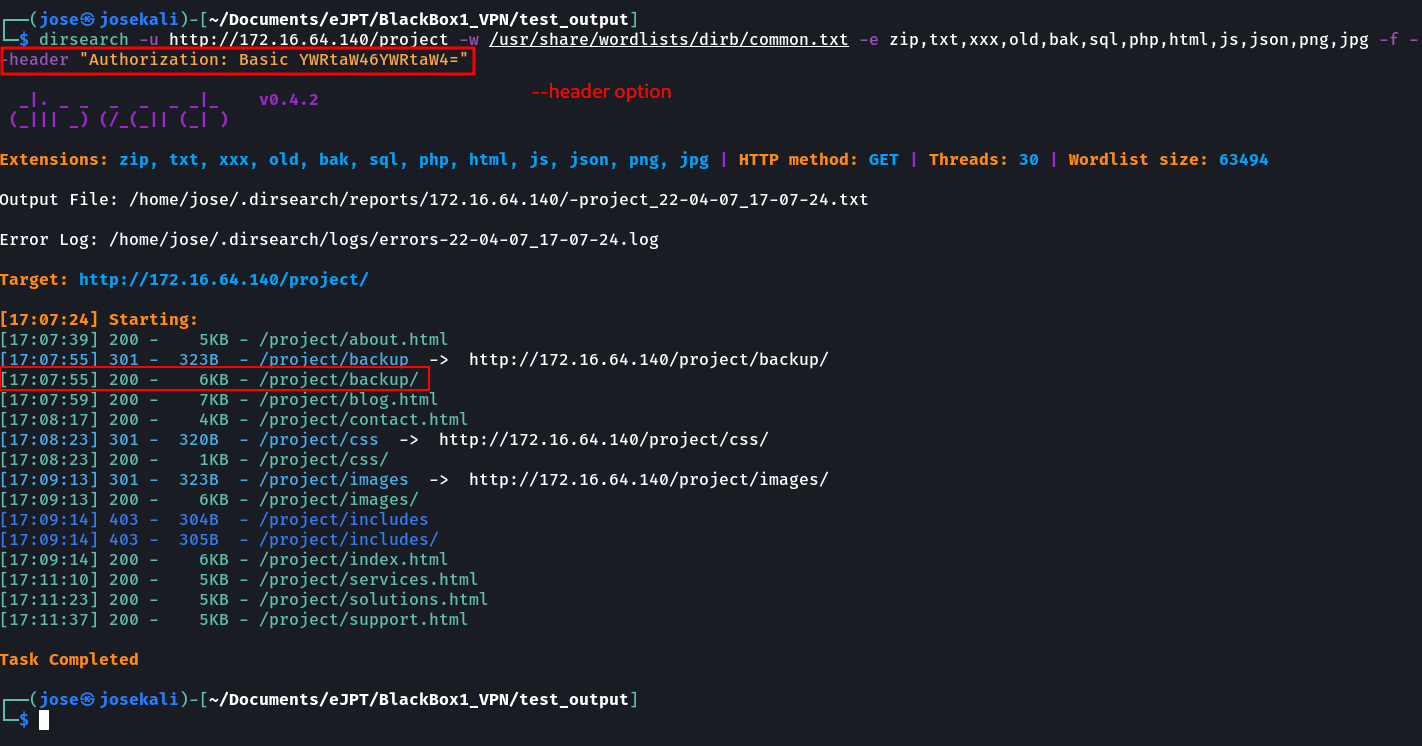 ┌──(jose㉿josekali)-[~/Documents/eJPT/BlackBox1_VPN/test_output]
└─$ dirsearch -u http://172.16.64.140/project -w /usr/share/wordlists/dirb/common.txt -e zip,txt,xxx,old,bak,sql,php,html,js,json,png,jpg -f -
-header "Authorization: Basic YWRtaW46YWRtaW4="
--header option
  _|. _ _  _  _  _ _|_    v0.4.2
 (_||| _) (/_(_|| (_| )
Extensions: zip, txt, xxx, old, bak, sql, php, html, js, json, png, jpg | HTTP method: GET | Threads: 30 | Wordlist size: 63494
Output File: /home/jose/.dirsearch/reports/172.16.64.140/-project_22-04-07_17-07-24.txt
Error Log: /home/jose/.dirsearch/logs/errors-22-04-07_17-07-24.log
Target: http://172.16.64.140/project/
[17:07:24] Starting:
[17:07:39] 200 -    5KB - /project/about.html
[17:07:55] 301 -  323B  - /project/backup  ->  http://172.16.64.140/project/backup/
[17:07:55] 200 -    6KB - /project/backup/
[17:07:59] 200 -    7KB - /project/blog.html
[17:08:17] 200 -    4KB - /project/contact.html
[17:08:23] 301 -  320B  - /project/css  ->  http://172.16.64.140/project/css/
[17:08:23] 200 -    1KB - /project/css/
[17:09:13] 301 -  323B  - /project/images  ->  http://172.16.64.140/project/images/
[17:09:13] 200 -    6KB - /project/images/
[17:09:14] 403 -  304B  - /project/includes
[17:09:14] 403 -  305B  - /project/includes/
[17:09:14] 200 -    6KB - /project/index.html
[17:11:10] 200 -    5KB - /project/services.html
[17:11:23] 200 -    5KB - /project/solutions.html
[17:11:37] 200 -    5KB - /project/support.html
Task Completed
┌──(jose㉿josekali)-[~/Documents/eJPT/BlackBox1_VPN/test_output]
└─$